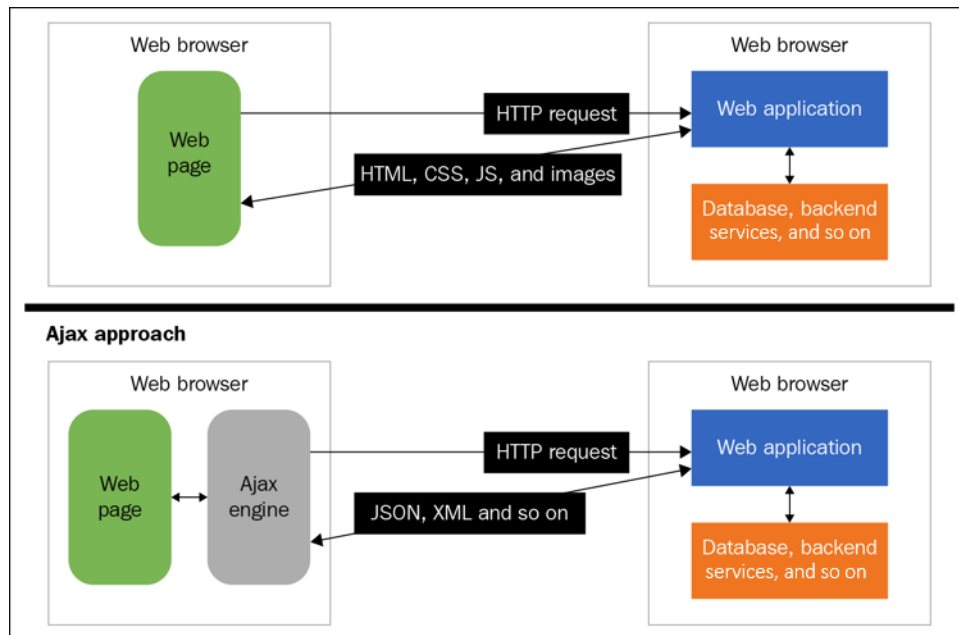 Web browser
Web
page
HTTP request
HTML, CSS, JS, and images
Web browser
Web application
Database, backend
services, and so on
Ajax approach
Web browser
Web
page
Ajax
engine
HTTP request
JSON, XML and so on
Web browser
Web application
Database, backend
services, and so on